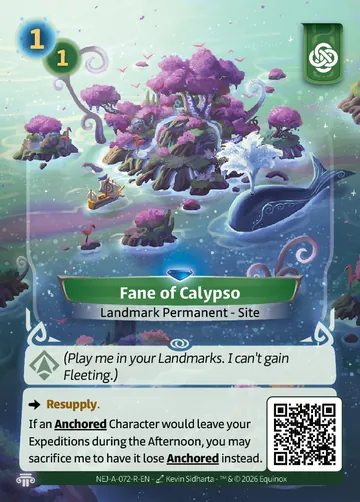 1
1
Fane of Calypso
Landmark Permanent - Site
(Play me in your Landmarks. I can't gain
Fleeting.)
Resupply.
If an Anchored Character would leave your
Expeditions during the Afternoon, you may
sacrifice me to have it lose Anchored instead.
NEJ-A-072-R-EN - Kevin Sidharta - ™ & © 2026 Equinox